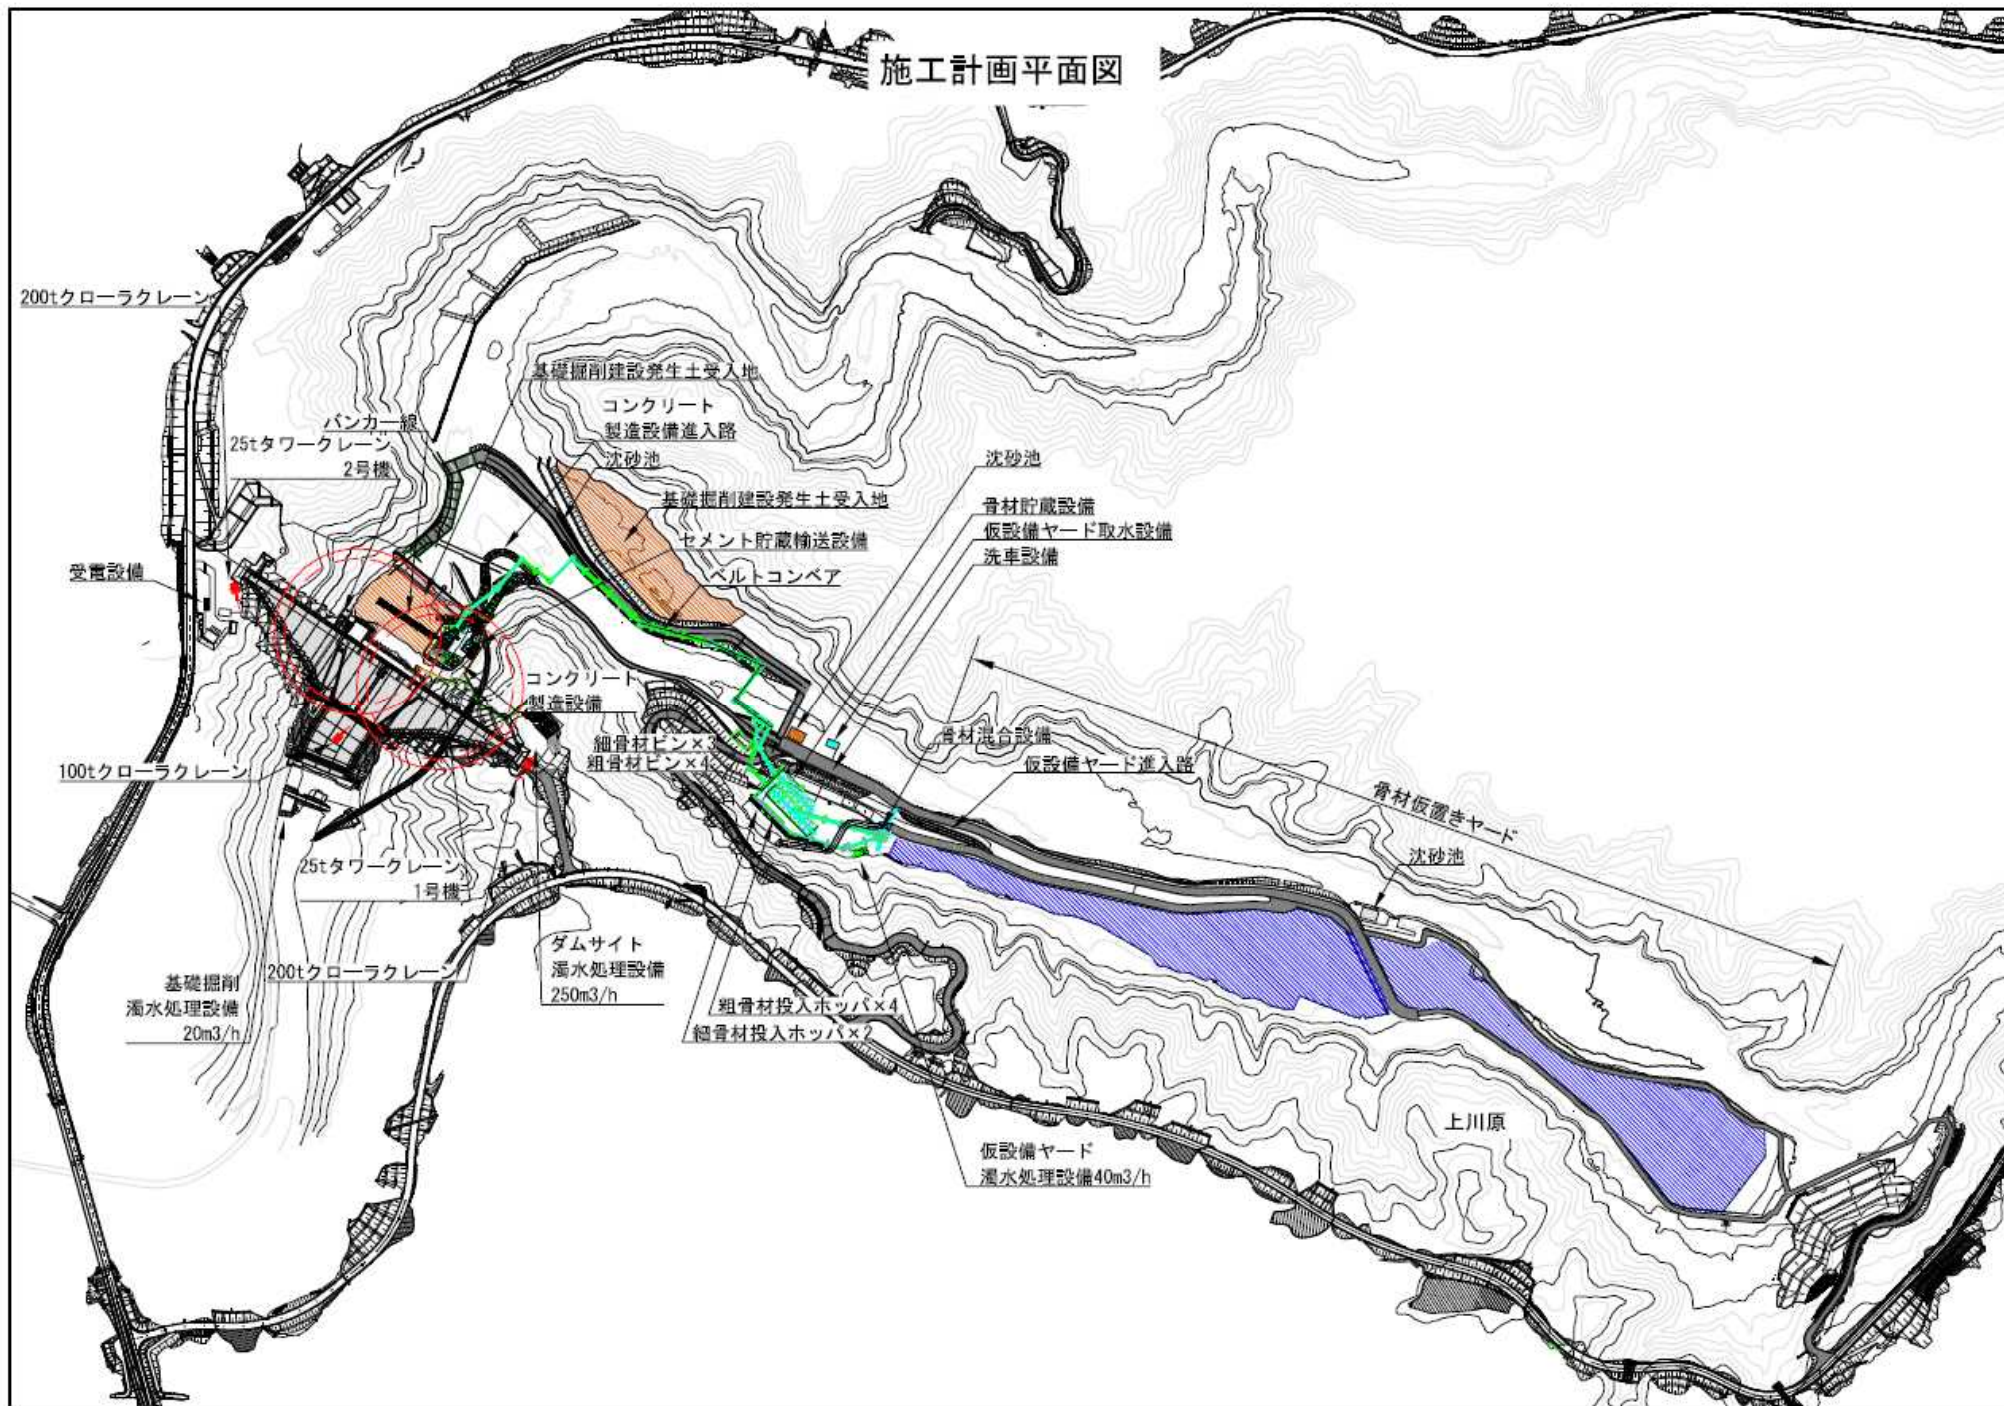 施工計画平面図
200tクローラクレーン
基礎掘削建設発生土受入地
コンクリート
製造設備進入路
バンカー線
25tタワークレーン
2号機
沈砂池
沈砂池
基礎掘削建設発生土受入地
骨材貯蔵設備
仮設備ヤード取水設備
セメント貯蔵輸送設備
洗車設備
受電設備
ベルトコンベア
コンクリート
製造設備
細骨材ビン×3
粗骨材ビン×4
骨材混合設備
仮設備ヤード進入路
100tクローラクレーン
骨材仮置きヤード
沈砂池
25tタワークレーン
1号機
ダムサイト
濁水処理設備
250m3/h
200tクローラクレーン
基礎掘削
濁水処理設備
20m3/h
粗骨材投入ホッパ×4
細骨材投入ホッパ×2
上川原
仮設備ヤード
濁水処理設備40m3/h